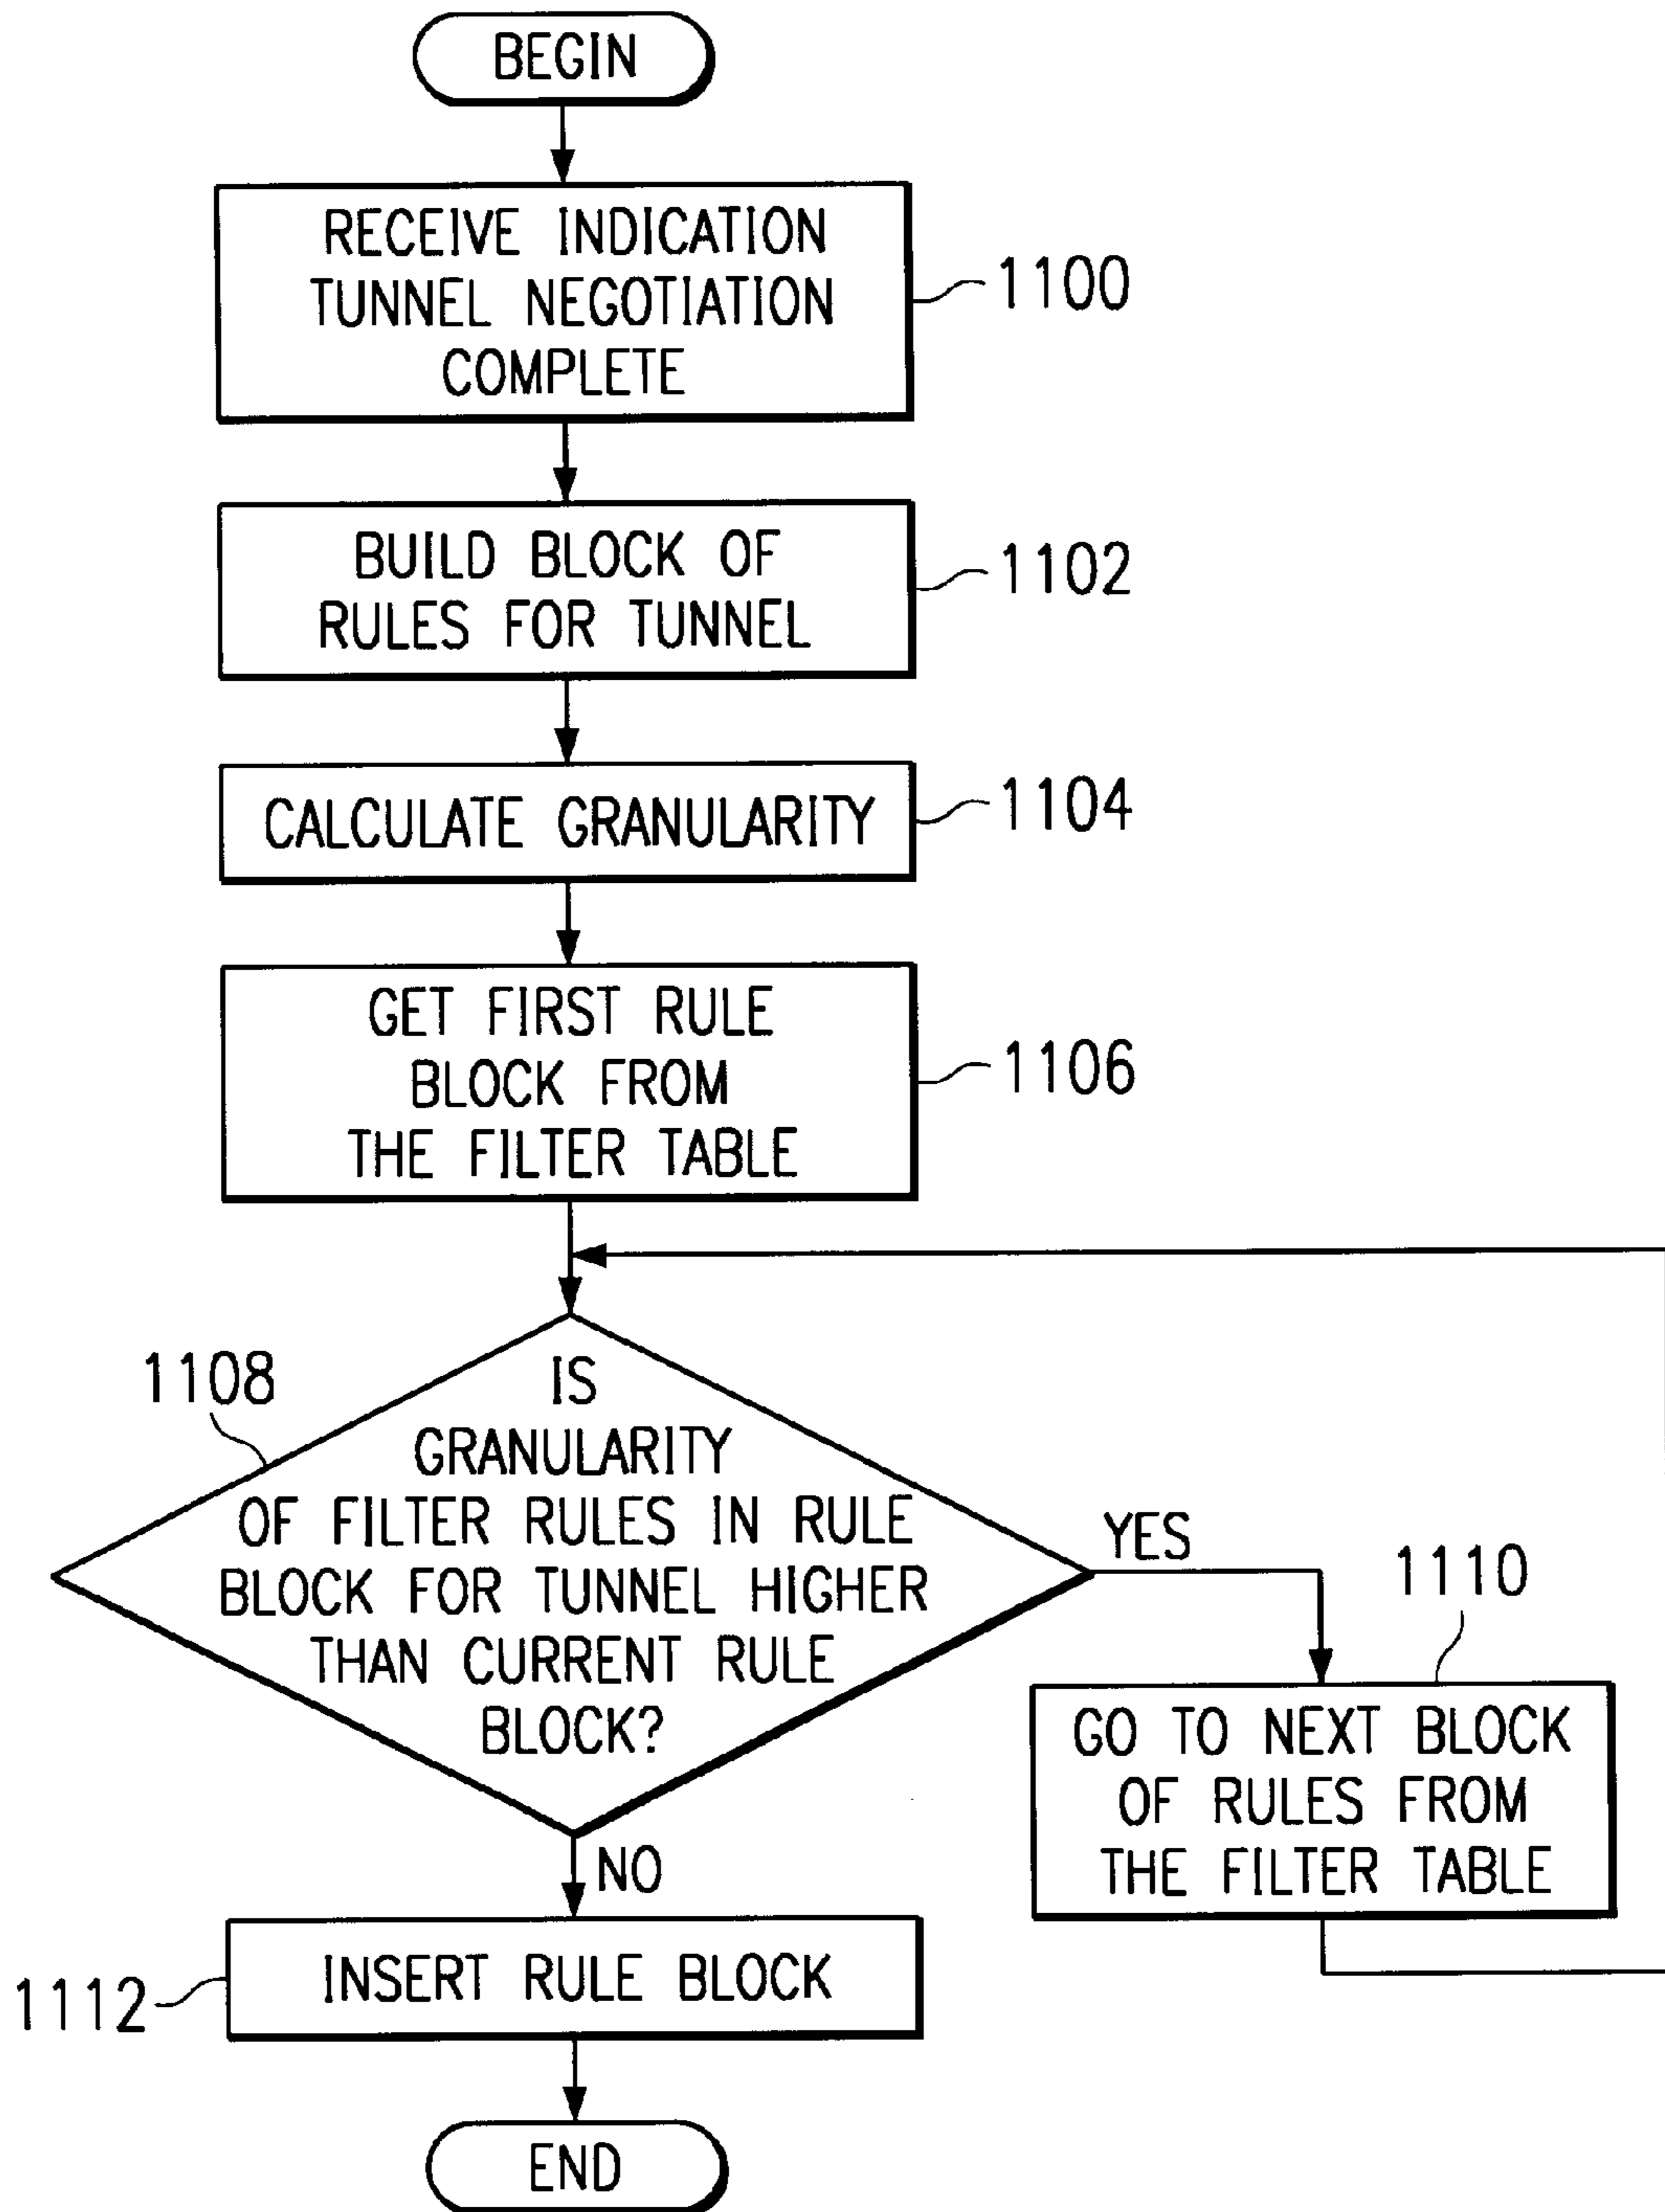 BEGIN
RECEIVE INDICATION
TUNNEL NEGOTIATION
COMPLETE
1100
BUILD BLOCK OF
RULES FOR TUNNEL
1102
CALCULATE GRANULARITY
1104
GET FIRST RULE
BLOCK FROM
THE FILTER TABLE
1106
1108
IS
GRANULARITY
OF FILTER RULES IN RULE
BLOCK FOR TUNNEL HIGHER
THAN CURRENT RULE
BLOCK?
YES
1110
GO TO NEXT BLOCK
OF RULES FROM
THE FILTER TABLE
NO
INSERT RULE BLOCK
1112
END